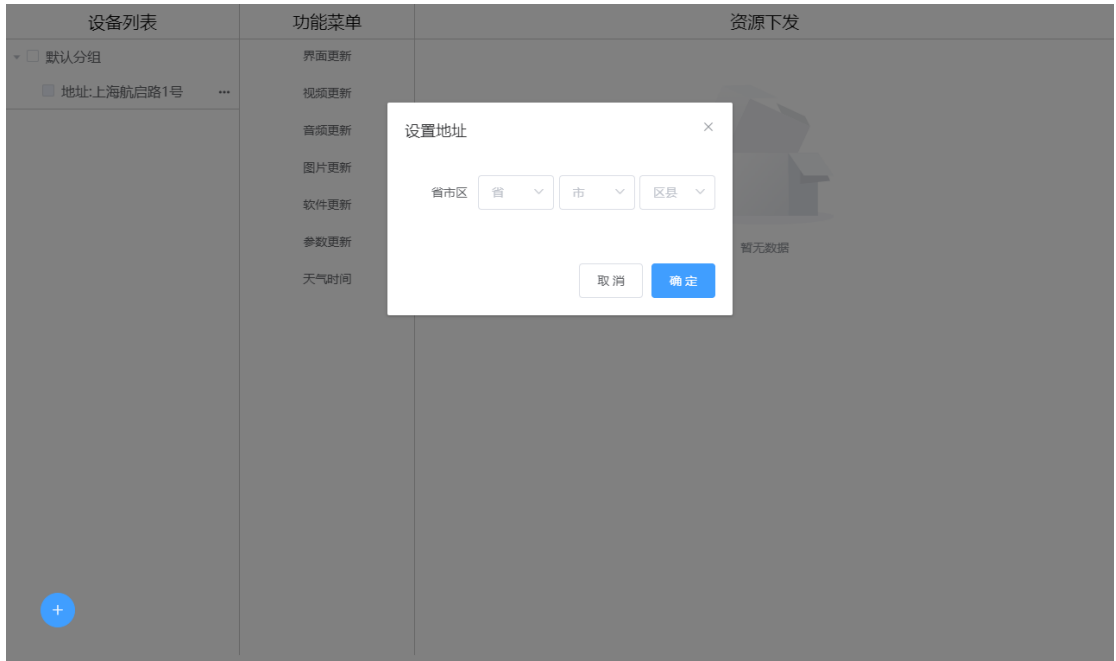 设备列表
功能菜单
资源下发
默认分组
地址:上海航启路1号
界面更新
视频更新
音频更新
图片更新
软件更新
参数更新
天气时间
设置地址
省市区 省 市 区县
取消 确定
暂无数据